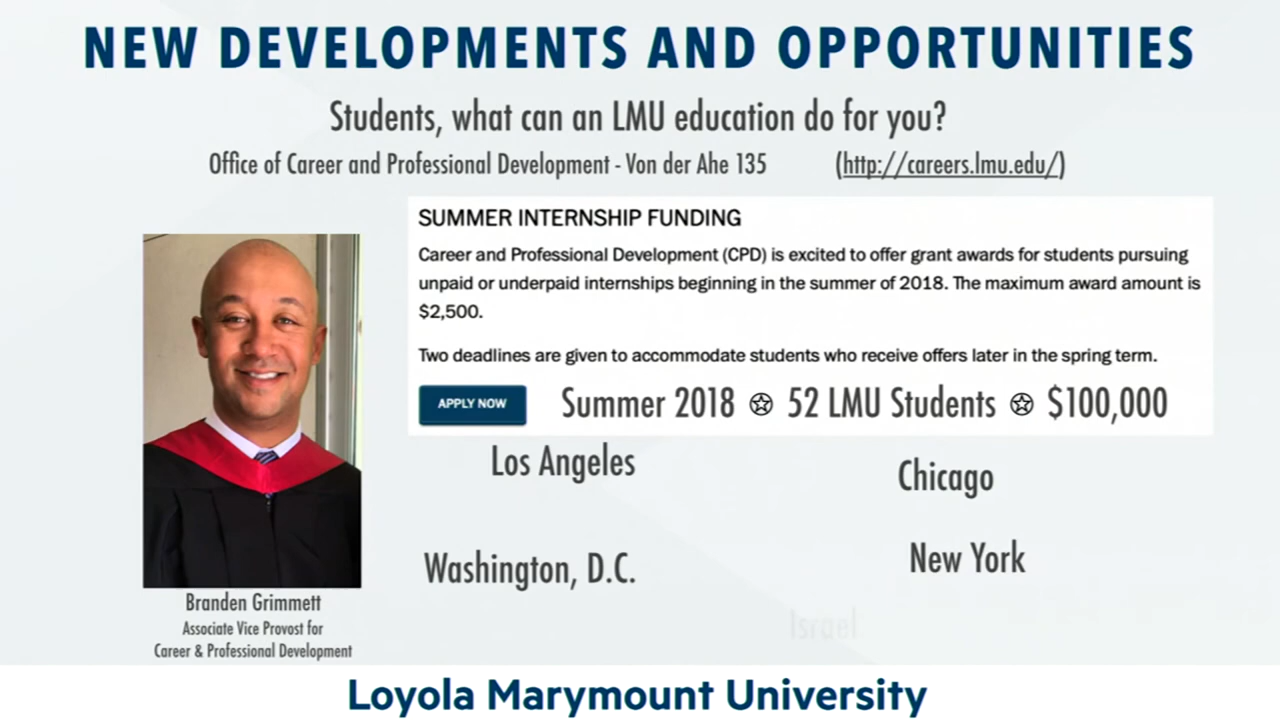 NEW DEVELOPMENTS AND OPPORTUNITIES
Students, what can an LMU education do for you?
Office of Career and Professional Development - Von der Ahe 135 (http://careers.lmu.edu/)
SUMMER INTERNSHIP FUNDING
Career and Professional Development (CPD) is excited to offer grant awards for students pursuing
unpaid or underpaid internships beginning in the summer of 2018. The maximum award amount is
$2,500.
Two deadlines are given to accommodate students who receive offers later in the spring term.
APPLY NOW Summer 2018 ✪ 52 LMU Students ✪ $100,000
Los Angeles
Chicago
Washington, D.C.
New York
Israel
Branden Grimmett
Associate Vice Provost for
Career & Professional Development
Loyola Marymount University